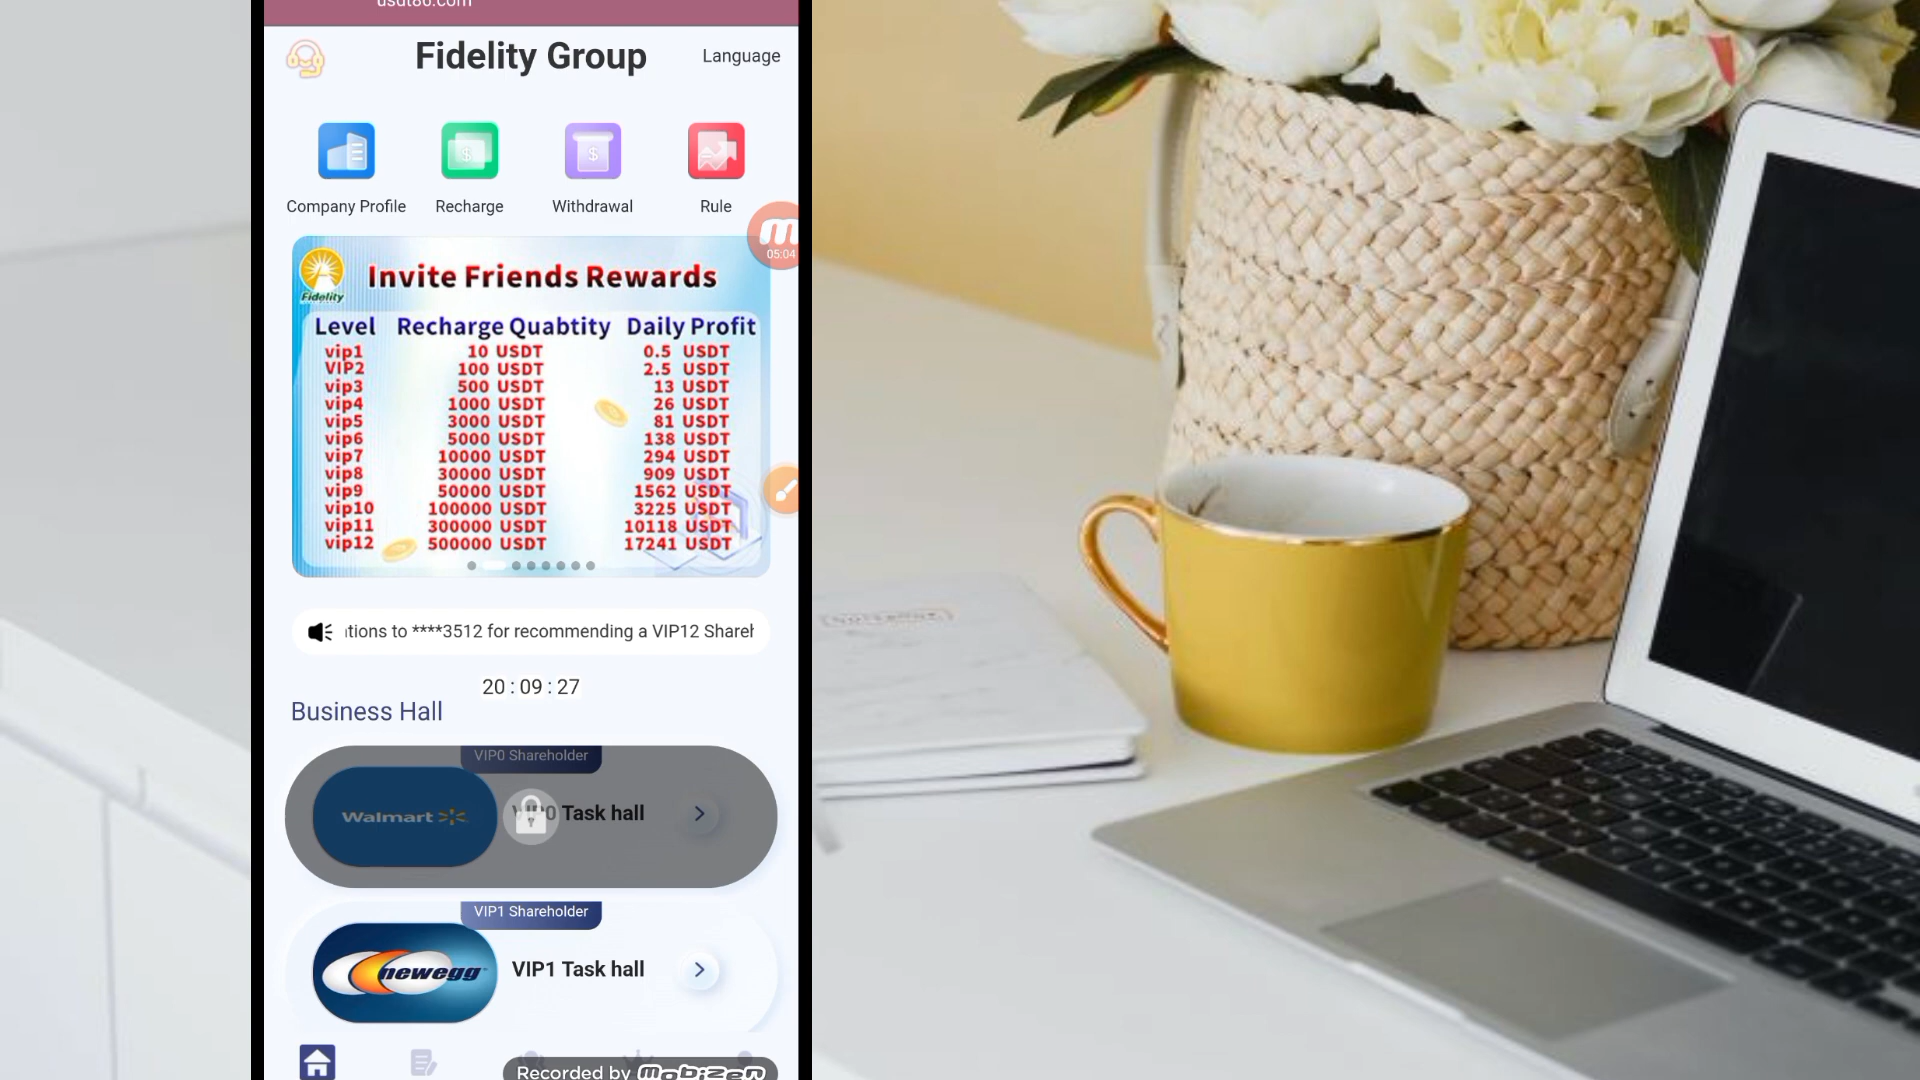 usdt86.com
Fidelity Group
Language
Company Profile
Recharge
Withdrawal
Rule
05:04
Fidelity
Invite Friends Rewards
Level Recharge Quabtity Daily Profit
vip1 10 USDT 0.5 USDT
VIP2 100 USDT 2.5 USDT
vip3 500 USDT 13 USDT
vip4 1000 USDT 26 USDT
vip5 3000 USDT 81 USDT
vip6 5000 USDT 138 USDT
vip7 10000 USDT 294 USDT
vip8 30000 USDT 909 USDT
vip9 50000 USDT 1562 USDT
vip10 100000 USDT 3225 USDT
vip11 300000 USDT 10118 USDT
vip12 500000 USDT 17241 USDT
tions to ****3512 for recommending a VIP12 Shareh
20 : 09 : 27
Business Hall
VIP0 Shareholder
Walmart
VIP0 Task hall
VIP1 Shareholder
newegg
VIP1 Task hall
Recorded by mobizen